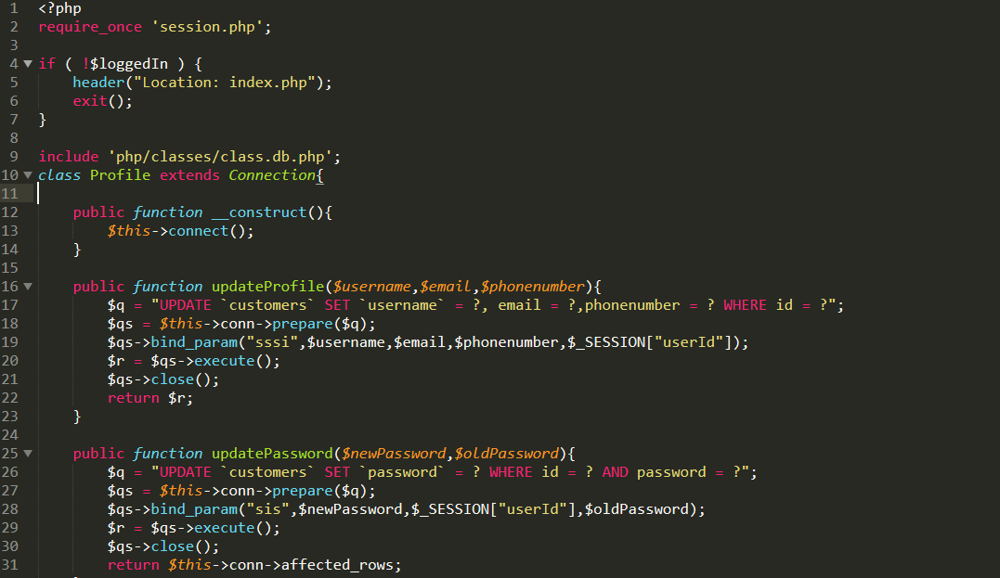 1 <?php
2 require_once 'session.php';
3
4 if ( !$loggedIn ) {
5 header("Location: index.php");
6 exit();
7 }
8
9 include 'php/classes/class.db.php';
10 class Profile extends Connection{
11
12 public function __construct(){
13 $this->connect();
14 }
15
16 public function updateProfile($username,$email,$phonenumber){
17 $q = "UPDATE `customers` SET `username` = ?, email = ?,phonenumber = ? WHERE id = ?";
18 $qs = $this->conn->prepare($q);
19 $qs->bind_param("sssi",$username,$email,$phonenumber,$_SESSION["userId"]);
20 $r = $qs->execute();
21 $qs->close();
22 return $r;
23 }
24
25 public function updatePassword($newPassword,$oldPassword){
26 $q = "UPDATE `customers` SET `password` = ? WHERE id = ? AND password = ?";
27 $qs = $this->conn->prepare($q);
28 $qs->bind_param("sis",$newPassword,$_SESSION["userId"],$oldPassword);
29 $r = $qs->execute();
30 $qs->close();
31 return $this->conn->affected_rows;